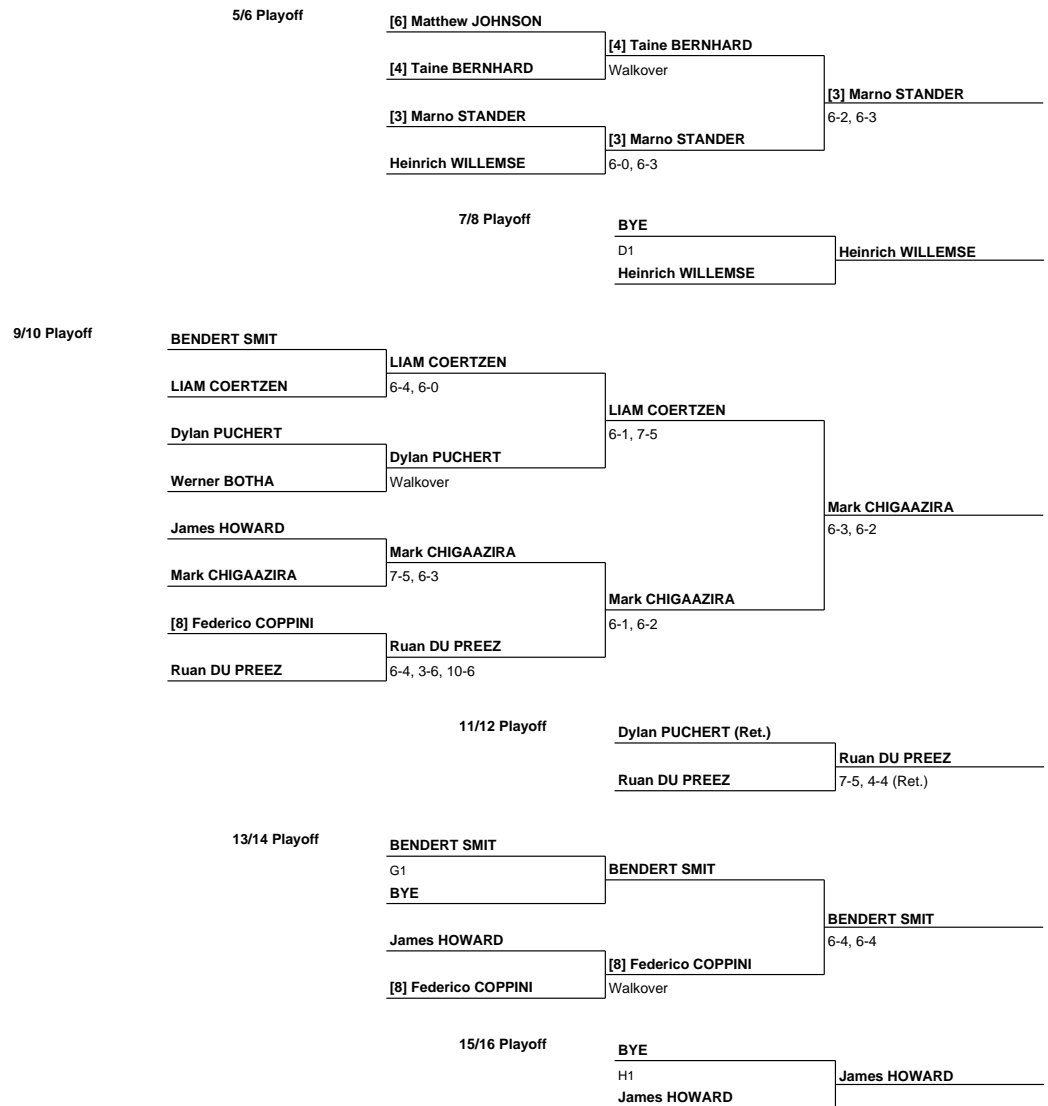 5/6 Playoff
[6] Matthew JOHNSON
[4] Taine BERNHARD
[4] Taine BERNHARD
Walkover
[3] Marno STANDER
[3] Marno STANDER
6-2, 6-3
[3] Marno STANDER
Heinrich WILLEMSE
6-0, 6-3
7/8 Playoff
BYE
D1
Heinrich WILLEMSE
Heinrich WILLEMSE
9/10 Playoff
BENDERT SMIT
LIAM COERTZEN
LIAM COERTZEN
6-4, 6-0
LIAM COERTZEN
6-1, 7-5
Dylan PUCHERT
Dylan PUCHERT
Werner BOTHA
Walkover
Mark CHIGAAZIRA
6-3, 6-2
James HOWARD
Mark CHIGAAZIRA
Mark CHIGAAZIRA
7-5, 6-3
Mark CHIGAAZIRA
6-1, 6-2
[8] Federico COPPINI
Ruan DU PREEZ
Ruan DU PREEZ
6-4, 3-6, 10-6
11/12 Playoff
Dylan PUCHERT (Ret.)
Ruan DU PREEZ
Ruan DU PREEZ
7-5, 4-4 (Ret.)
13/14 Playoff
BENDERT SMIT
G1
BENDERT SMIT
BYE
BENDERT SMIT
6-4, 6-4
James HOWARD
[8] Federico COPPINI
[8] Federico COPPINI
Walkover
15/16 Playoff
BYE
H1
James HOWARD
James HOWARD